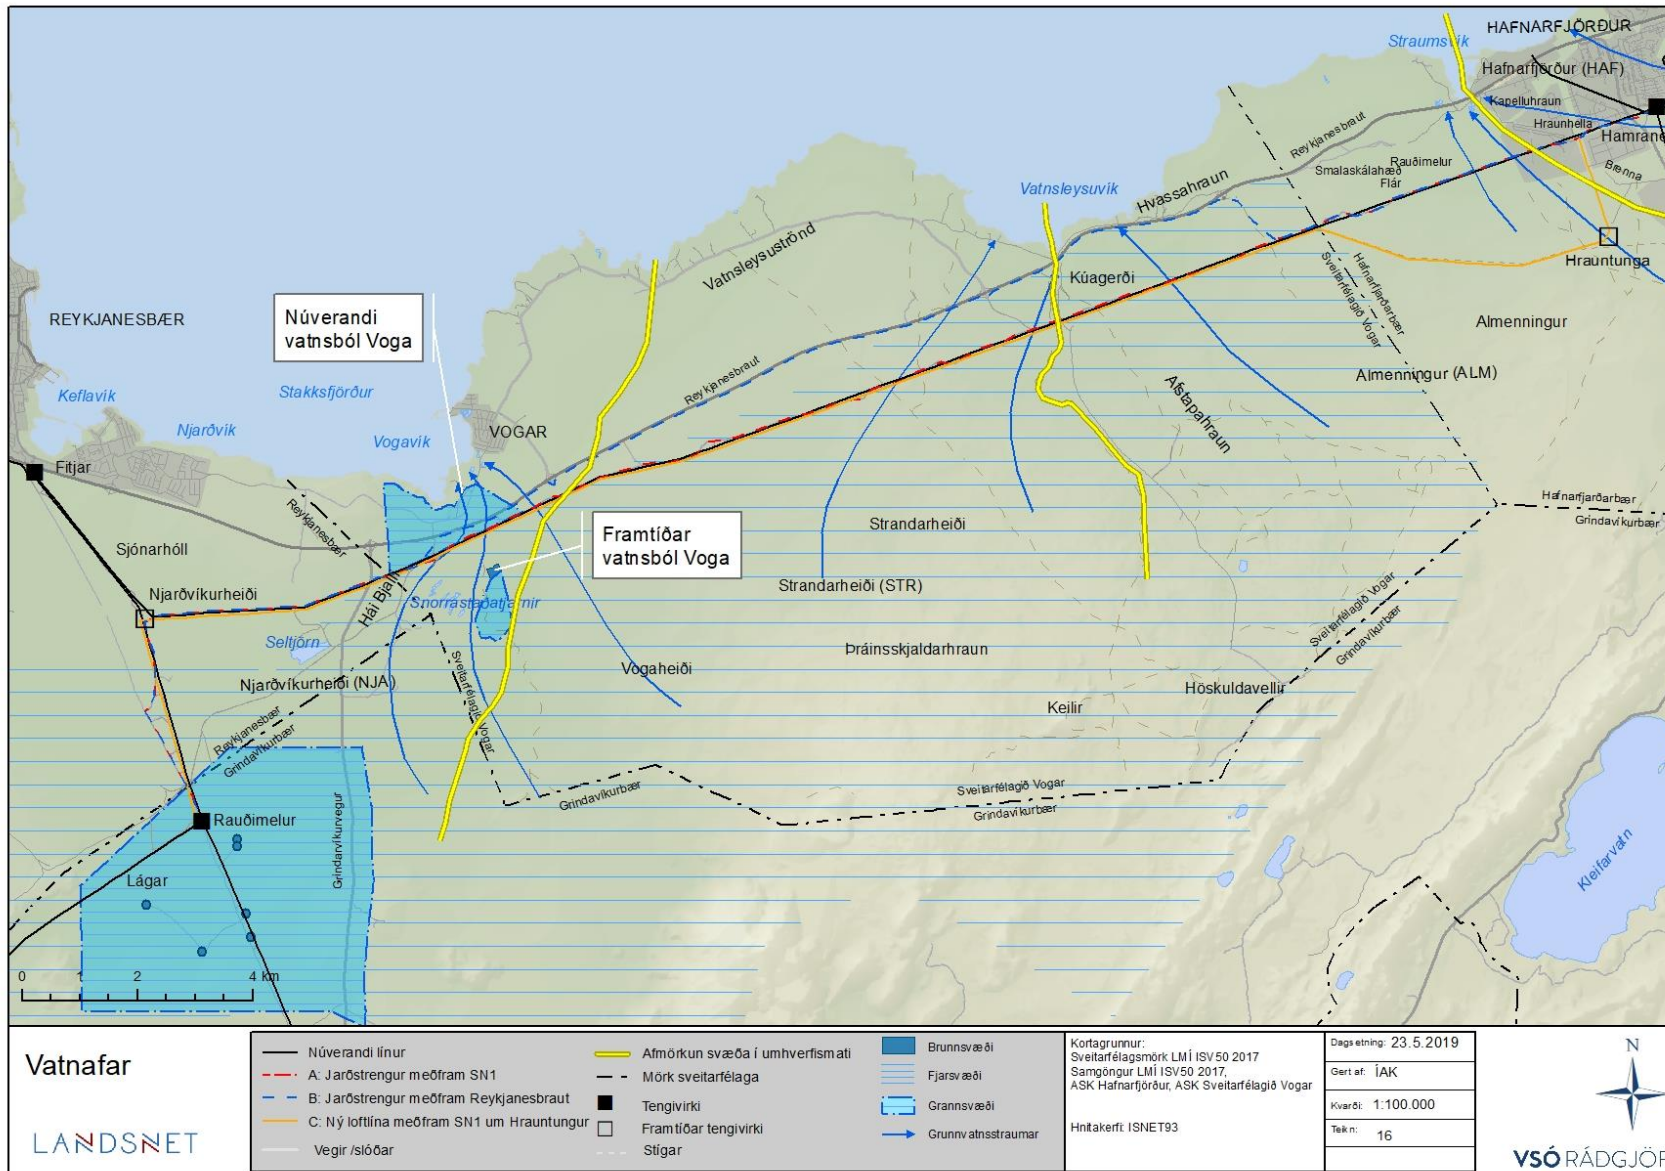 HAFNARFJÖRÐUR
Straumsvík
Hafnarfjörður (HAF)
Kapelluhraun
Hraunhella
Hamrane
Reykjanesbraut
Rauðimelur
Smalaskálahæð
Flár
Brenna
Vatnsleysuvík
Hvassahraun
Hrauntunga
Vatnsleysuströnd
Kúagerði
Hafnarfjarðarbær
Sveitarfélagið Vogar
Núverandi
vatnsból Voga
REYKJANESBÆR
Almenningur
Stakksfjörður
Reykjanesbraut
Almenningur (ALM)
Afstapahraun
Keflavík
Njarðvík
Vogavík
VOGAR
Fitjar
Reykjanesbær
Hafnarfjarðarbær
Grindavíkurbær
Strandarheiði
Framtíðar
vatnsból Voga
Sjónarhóll
Strandarheiði (STR)
Njarðvíkurheiði
Hái Bjalli
Snorrastaðatjarnir
Sveitarfélagið Vogar
Grindavíkurbær
Seltjörn
Þráinsskjaldarhraun
Vogaheiði
Njarðvíkurheiði (NJA)
Sveitarfélagið Vogar
Höskuldavellir
Keilir
Reykjanesbær
Grindavíkurbær
Sveitarfélagið Vogar
Grindavíkurbær
Grindavíkurbær
Rauðimelur
Grindarvíkurvegur
Kleifarvatn
Lágar
0 1 2 4 km
Vatnafar
LANDSNET
Núverandi línur
A: Jarðstrengur meðfram SN1
B: Jarðstrengur meðfram Reykjanesbraut
C: Ný loftlína meðfram SN1 um Hrauntungur
Vegir /slóðar
Afmörkun svæða í umhverfismati
Mörk sveitarfélaga
Tengivirki
Framtíðar tengivirki
Stígar
Brunnsvæði
Fjarsvæði
Grannsvæði
Grunnvatnsstraumar
Kortagrunnur:
Sveitarfélagsmörk LMÍ ISV50 2017
Samgöngur LMÍ ISV50 2017,
ASK Hafnarfjörður, ASK Sveitarfélagið Vogar
Hnitakerfi: ISNET93
Dagsetning: 23.5.2019
Gert af: ÍAK
Kvarði: 1:100.000
Teikn: 16
N
VSÓ RÁÐGJÖF